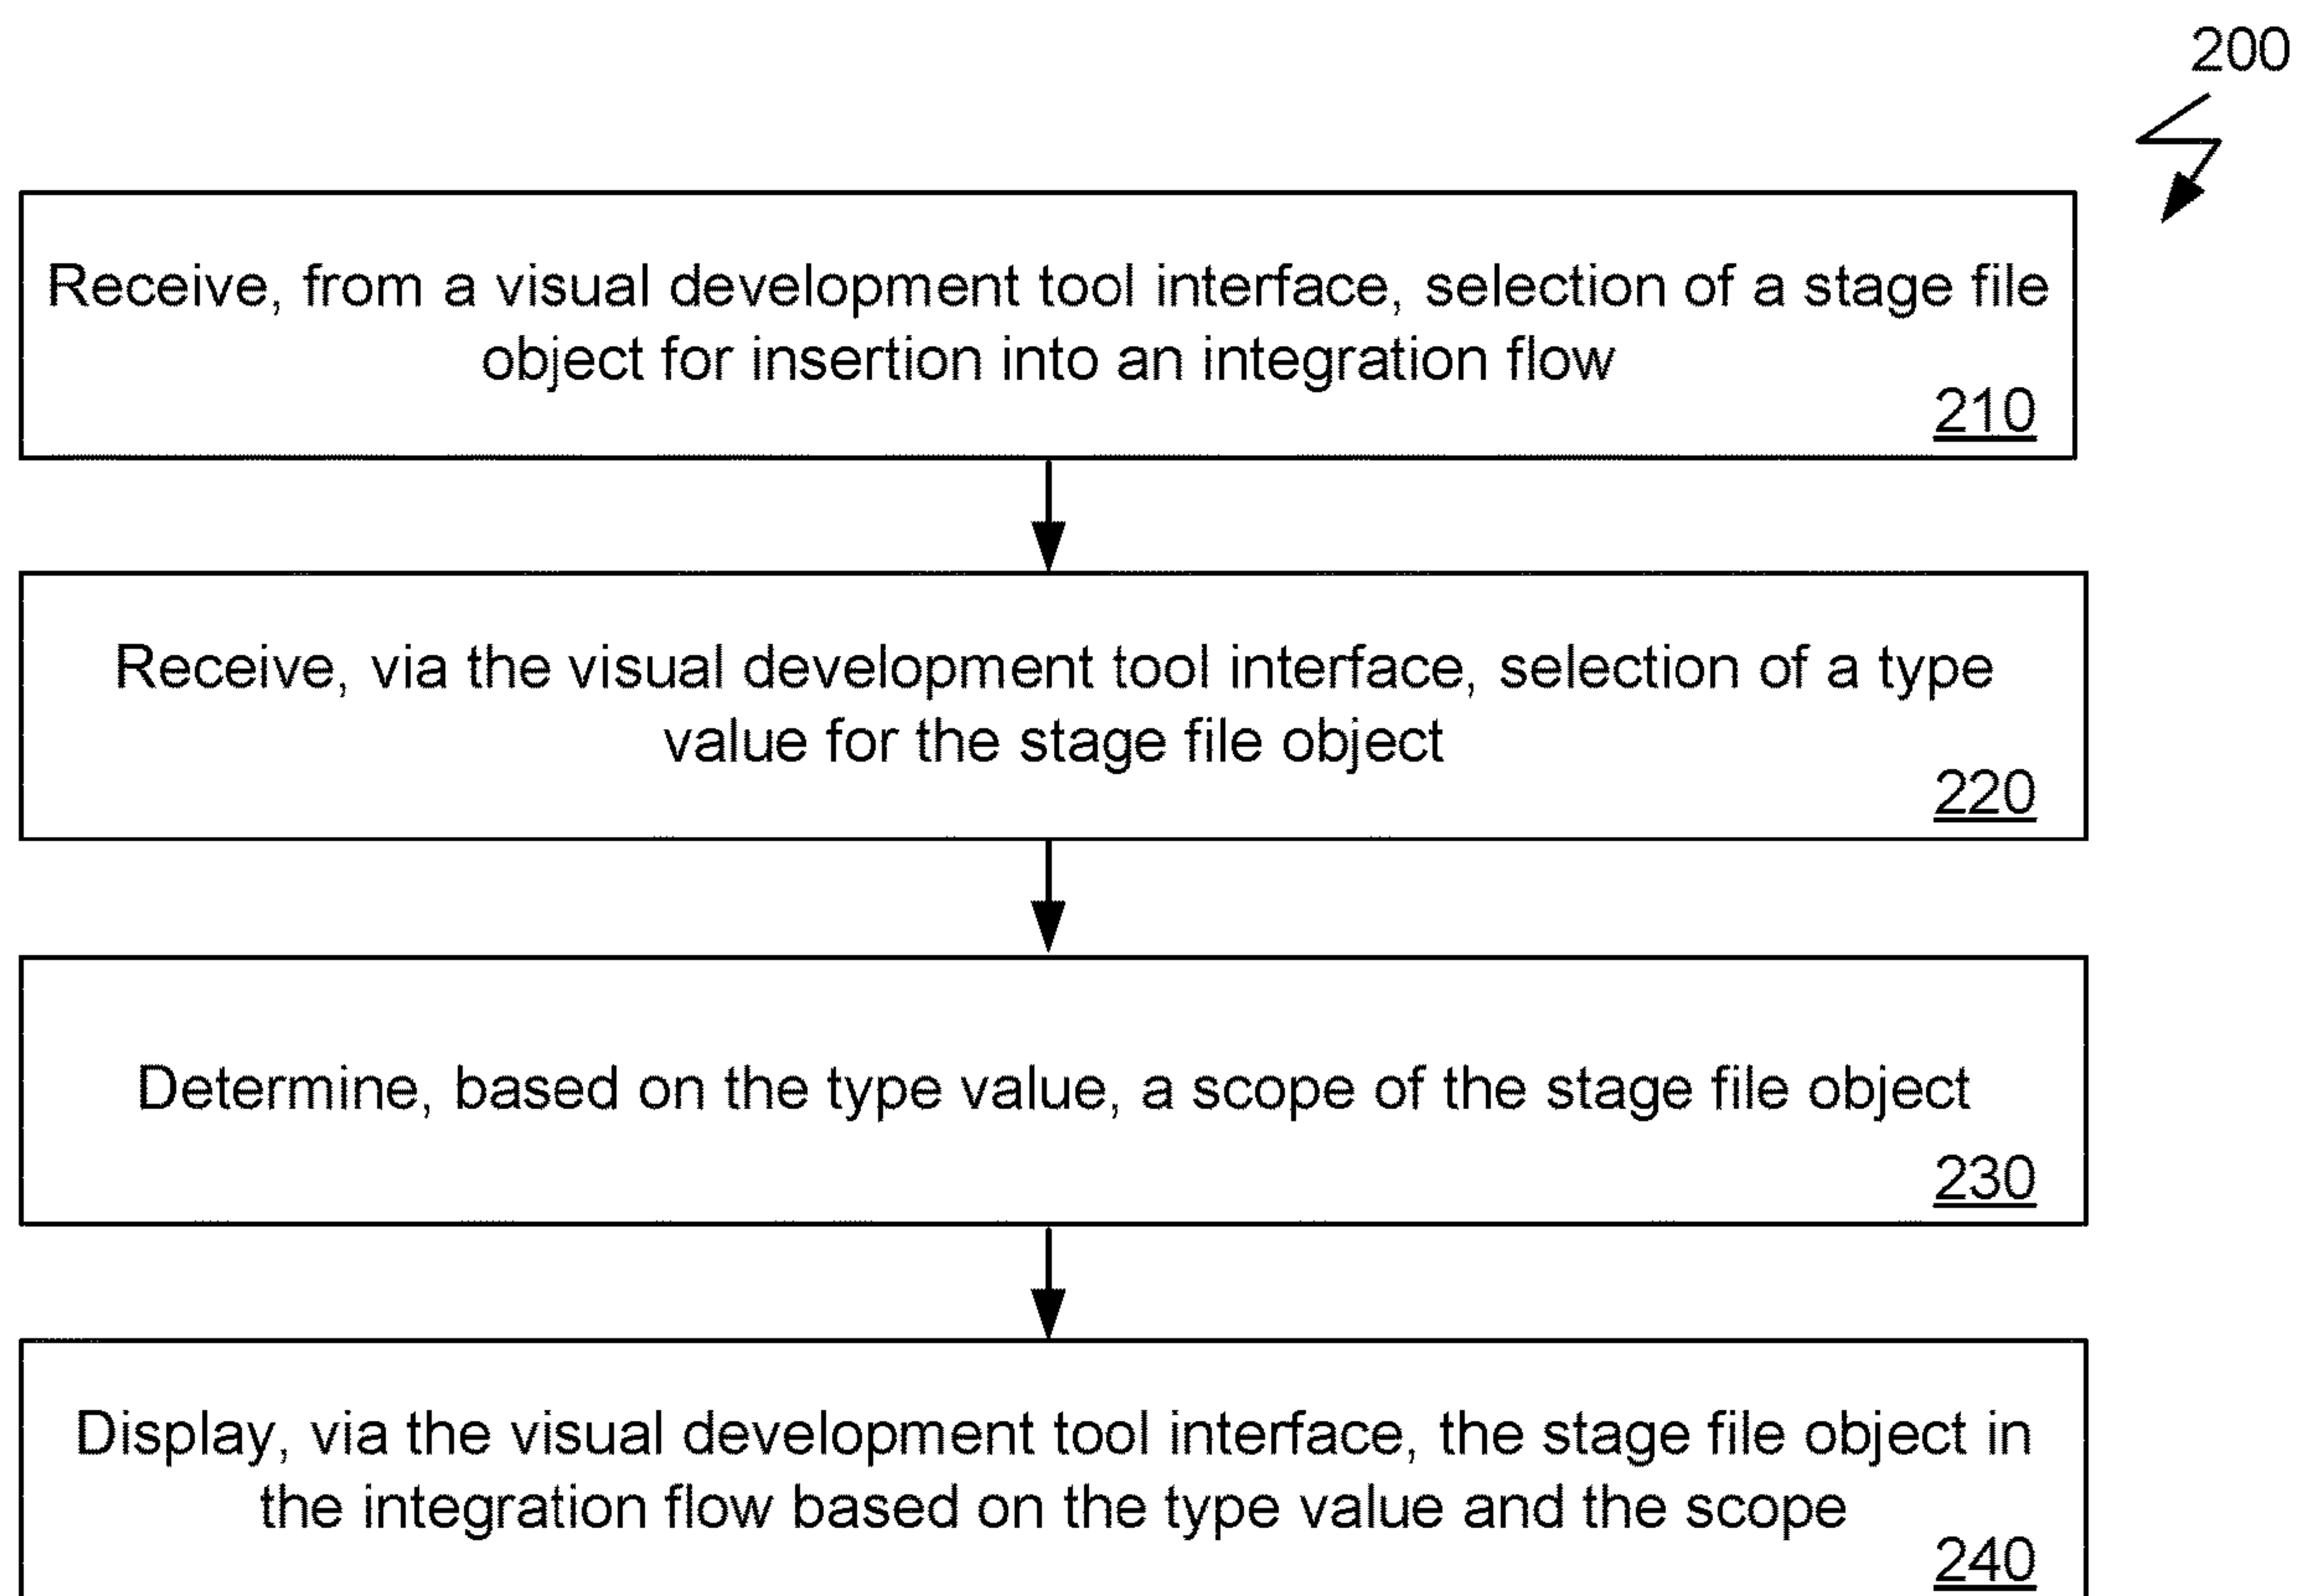 200
Receive, from a visual development tool interface, selection of a stage file
object for insertion into an integration flow
210
Receive, via the visual development tool interface, selection of a type
value for the stage file object
220
Determine, based on the type value, a scope of the stage file object
230
Display, via the visual development tool interface, the stage file object in
the integration flow based on the type value and the scope
240